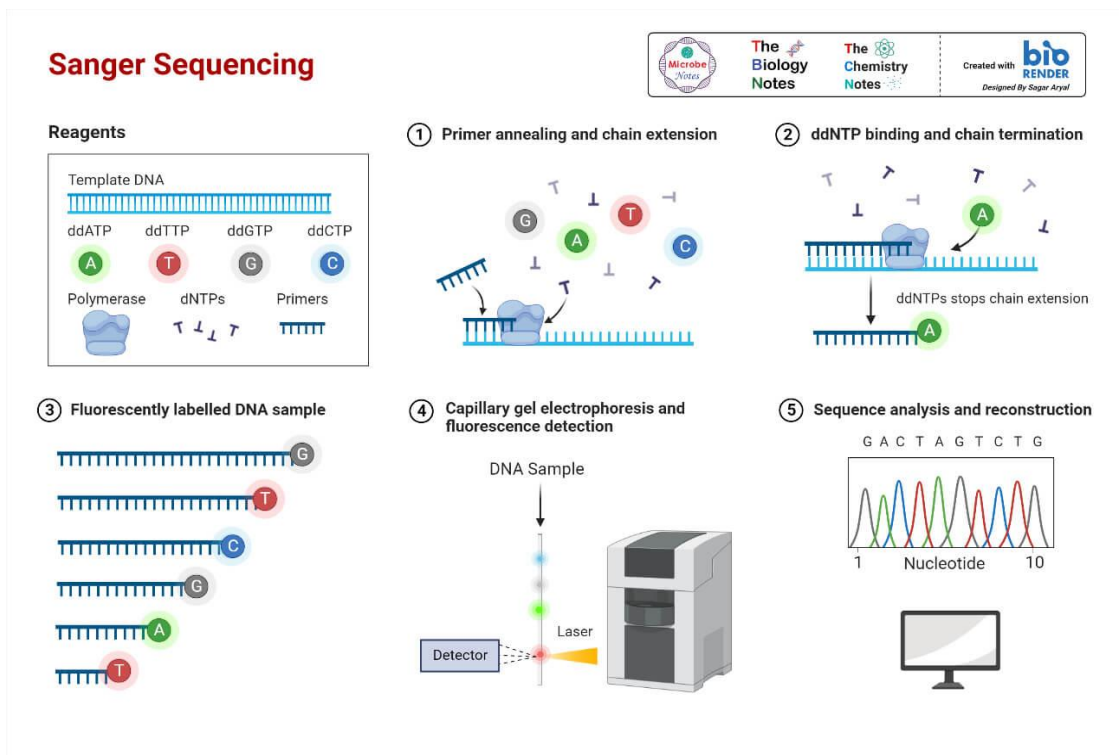 Sanger Sequencing
Microbe
Notes
The
Biology
Notes
The
Chemistry
Notes
Created with
bio
RENDER
Designed By Sagar Aryal
Reagents
Template DNA
ddATP ddTTP ddGTP ddCTP
A T G C
Polymerase dNTPs Primers
1 Primer annealing and chain extension
G
A
T
C
2 ddNTP binding and chain termination
A
ddNTPs stops chain extension
A
3 Fluorescently labelled DNA sample
G
T
C
G
A
T
4 Capillary gel electrophoresis and
fluorescence detection
DNA Sample
Laser
Detector
5 Sequence analysis and reconstruction
G A C T A G T C T G
1 Nucleotide 10